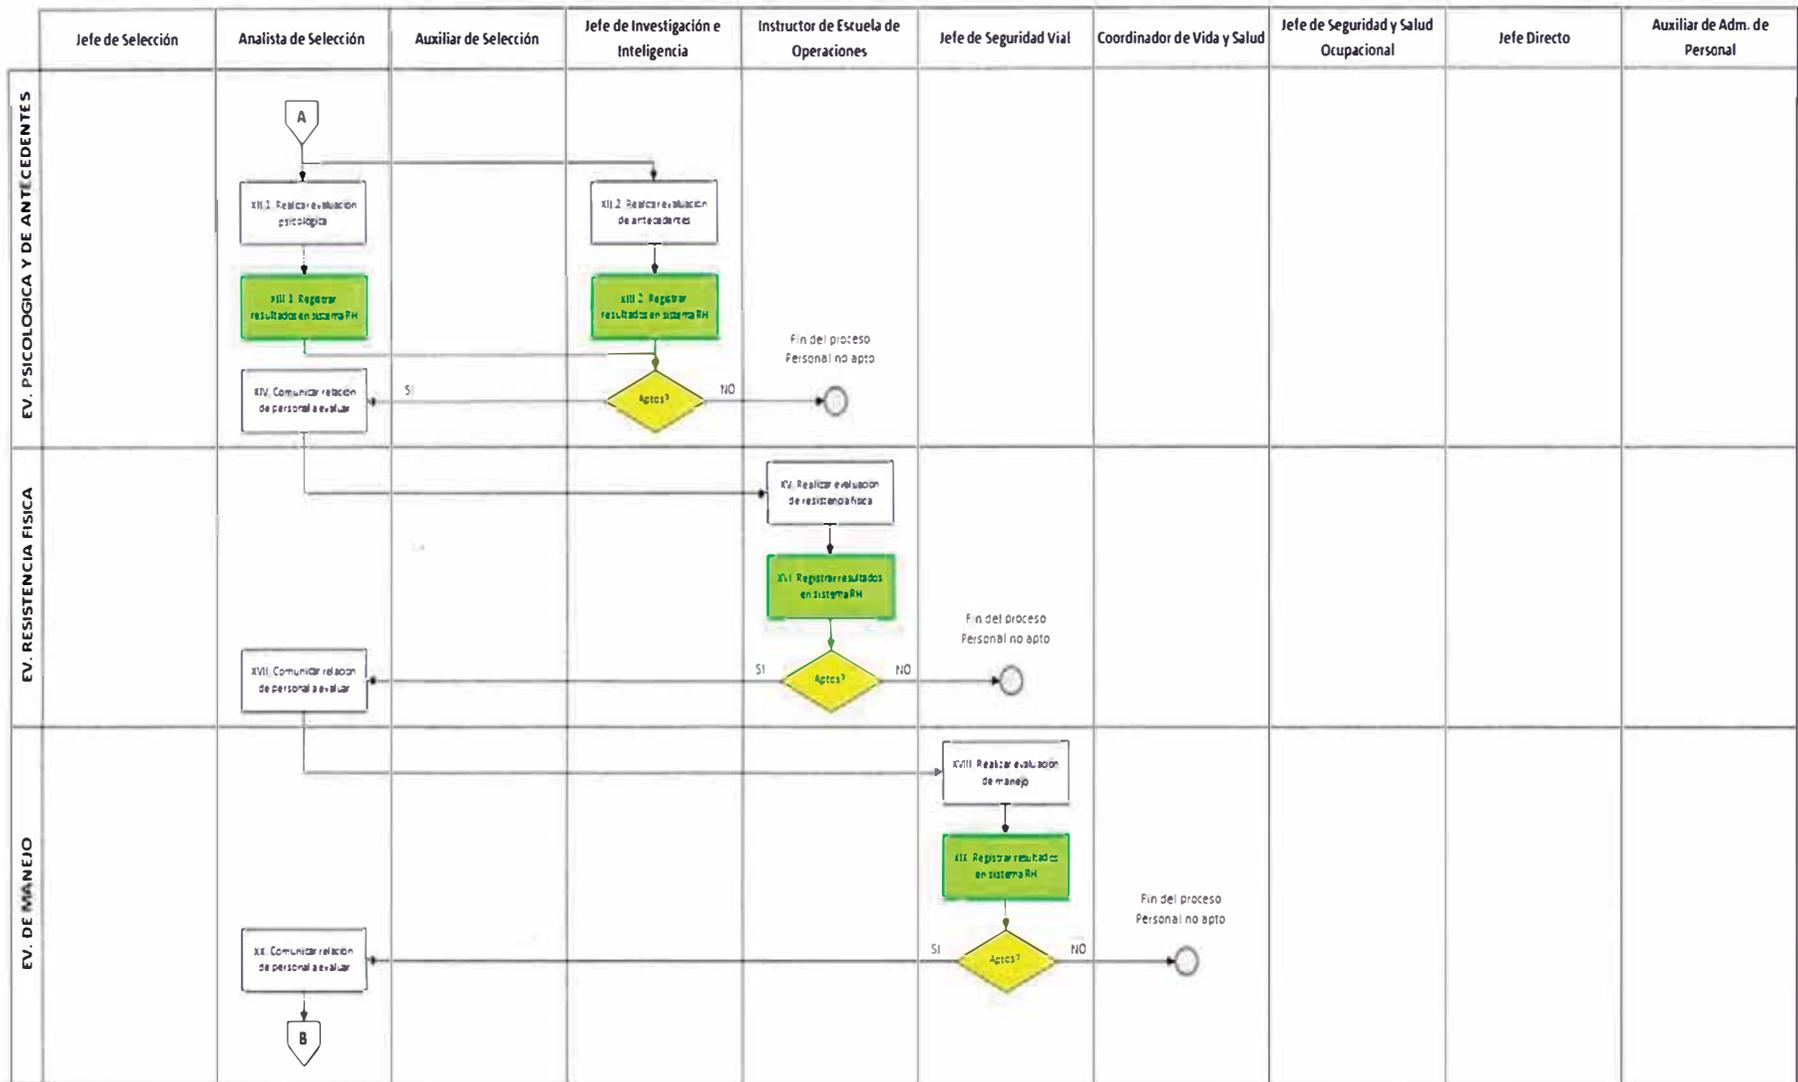 Jefe de Selección
Analista de Selección
Auxiliar de Selección
Jefe de Investigación e
Inteligencia
Instructor de Escuela de
Operaciones
Jefe de Seguridad Vial
Coordinador de Vida y Salud
Jefe de Seguridad y Salud
Ocupacional
Jefe Directo
Auxiliar de Adm. de
Personal
EV. PSICOLOGICA Y DE ANTECEDENTES
A
XII.1. Realizar evaluación
psicológica
XII.2. Realizar evaluación
de antecedentes
XIII.1. Registrar
resultados en sistema RH
XIII.2. Registrar
resultados en sistema RH
Fin del proceso
Personal no apto
XIV. Comunicar relación
de personal a evaluar
SI
Aptos?
NO
EV. RESISTENCIA FISICA
XV. Realizar evaluación
de resistencia física
XVI. Registrar resultados
en sistema RH
Fin del proceso
Personal no apto
XVII. Comunicar relación
de personal a evaluar
SI
Aptos?
NO
EV. DE MANEJO
XVIII. Realizar evaluación
de manejo
XIX. Registrar resultados
en sistema RH
Fin del proceso
Personal no apto
XX. Comunicar relación
de personal a evaluar
SI
Aptos?
NO
B